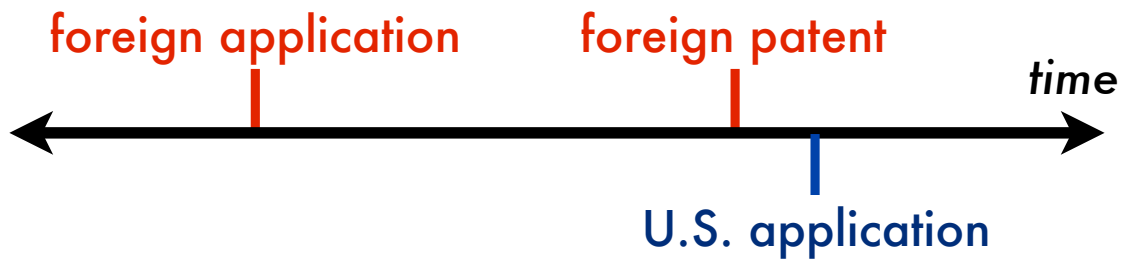 foreign application
foreign patent
time
U.S. application